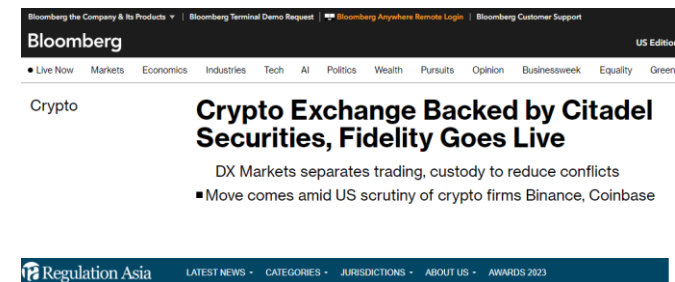 Bloomberg the Company & Its Products ▾ | Bloomberg Terminal Demo Request | Bloomberg Anywhere Remote Login | Bloomberg Customer Support
Bloomberg
US Edition
• Live Now Markets Economics Industries Tech AI Politics Wealth Pursuits Opinion Businessweek Equality Green
Crypto
Crypto Exchange Backed by Citadel
Securities, Fidelity Goes Live
DX Markets separates trading, custody to reduce conflicts
■ Move comes amid US scrutiny of crypto firms Binance, Coinbase
Regulation Asia LATEST NEWS CATEGORIES JURISDICTIONS ABOUT US AWARDS 2023